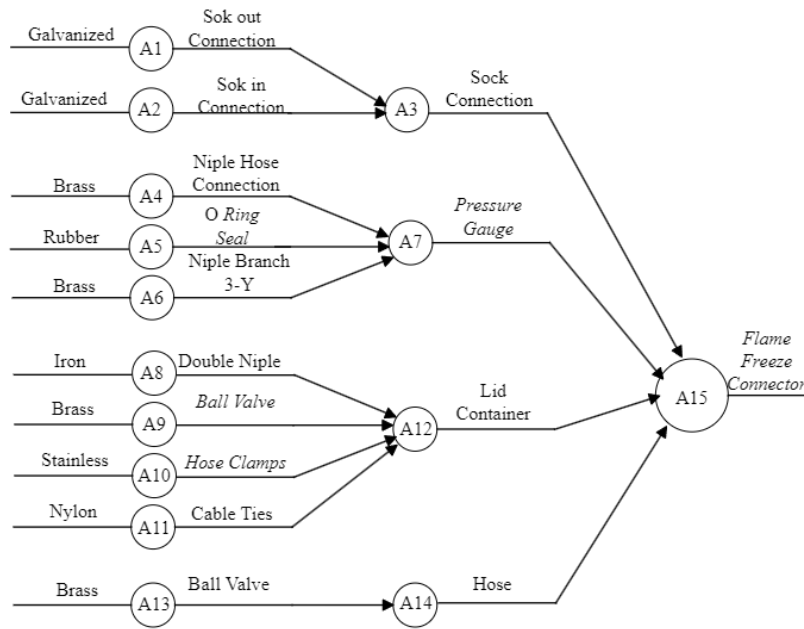 Sok out
Galvanized
A1
Connection
Sok in
Galvanized
A2
Connection
A3
Sock
Connection
Niple Hose
Brass
A4
Connection
O Ring
Rubber
A5
Seal
A7
Pressure
Gauge
Niple Branch
Brass
A6
3-Y
Iron
A8
Double Niple
Brass
A9
Ball Valve
A12
Lid
Container
Stainless
A10
Hose Clamps
Nylon
A11
Cable Ties
Brass
A13
Ball Valve
A14
Hose
A15
Flame
Freeze
Connector